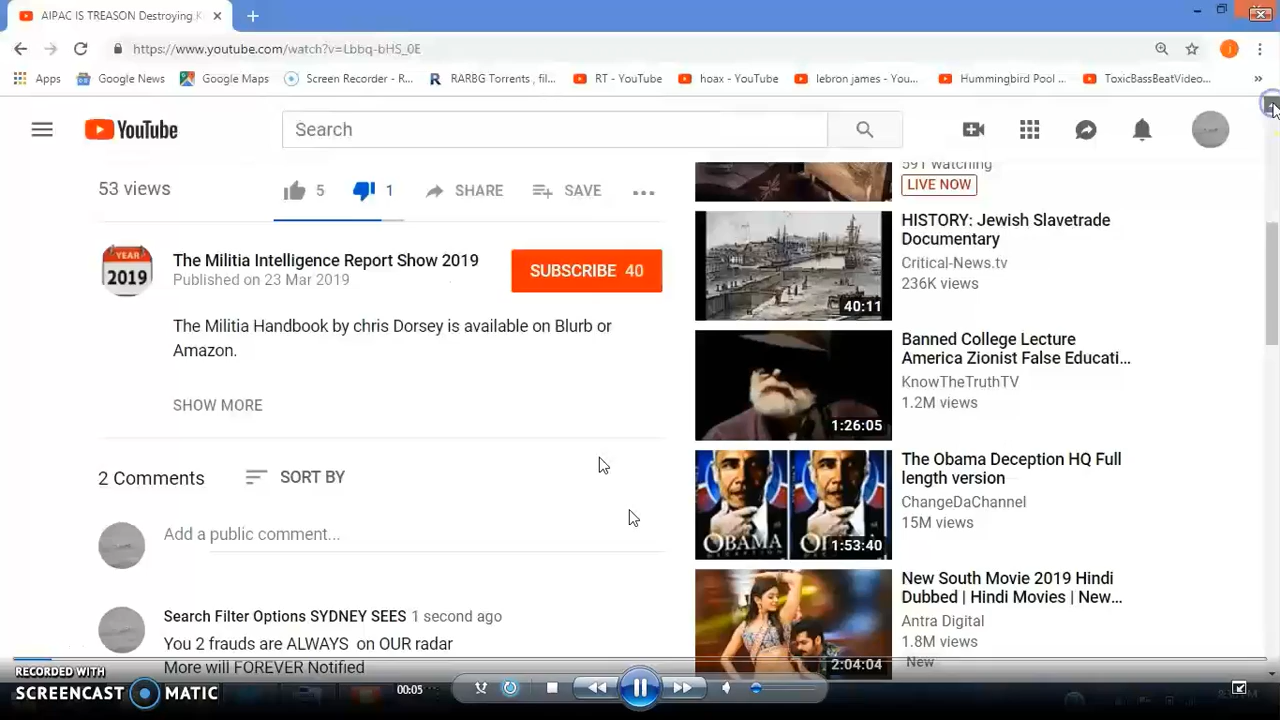 AIPAC IS TREASON Destroying
https://www.youtube.com/watch?v=Lbbq-bHS_0E
Apps Google News Google Maps Screen Recorder - R... RARBG Torrents , fil... RT - YouTube hoax - YouTube lebron james - You... Hummingbird Pool ... ToxicBassBeatVideo... »
YouTube
Search
53 views
5
1
SHARE
SAVE
YEAR
2019
The Militia Intelligence Report Show 2019
Published on 23 Mar 2019
SUBSCRIBE 40
The Militia Handbook by chris Dorsey is available on Blurb or
Amazon.
SHOW MORE
2 Comments
SORT BY
Add a public comment...
Search Filter Options SYDNEY SEES 1 second ago
You 2 frauds are ALWAYS on OUR radar
More will FOREVER Notified
591 watching
LIVE NOW
HISTORY: Jewish Slavetrade
Documentary
Critical-News.tv
236K views
40:11
Banned College Lecture
America Zionist False Educati...
KnowTheTruthTV
1.2M views
1:26:05
The Obama Deception HQ Full
length version
ChangeDaChannel
15M views
OBAMA
1:53:40
New South Movie 2019 Hindi
Dubbed | Hindi Movies | New...
Antra Digital
1.8M views
New
2:04:04
RECORDED WITH
SCREENCAST MATIC
00:05